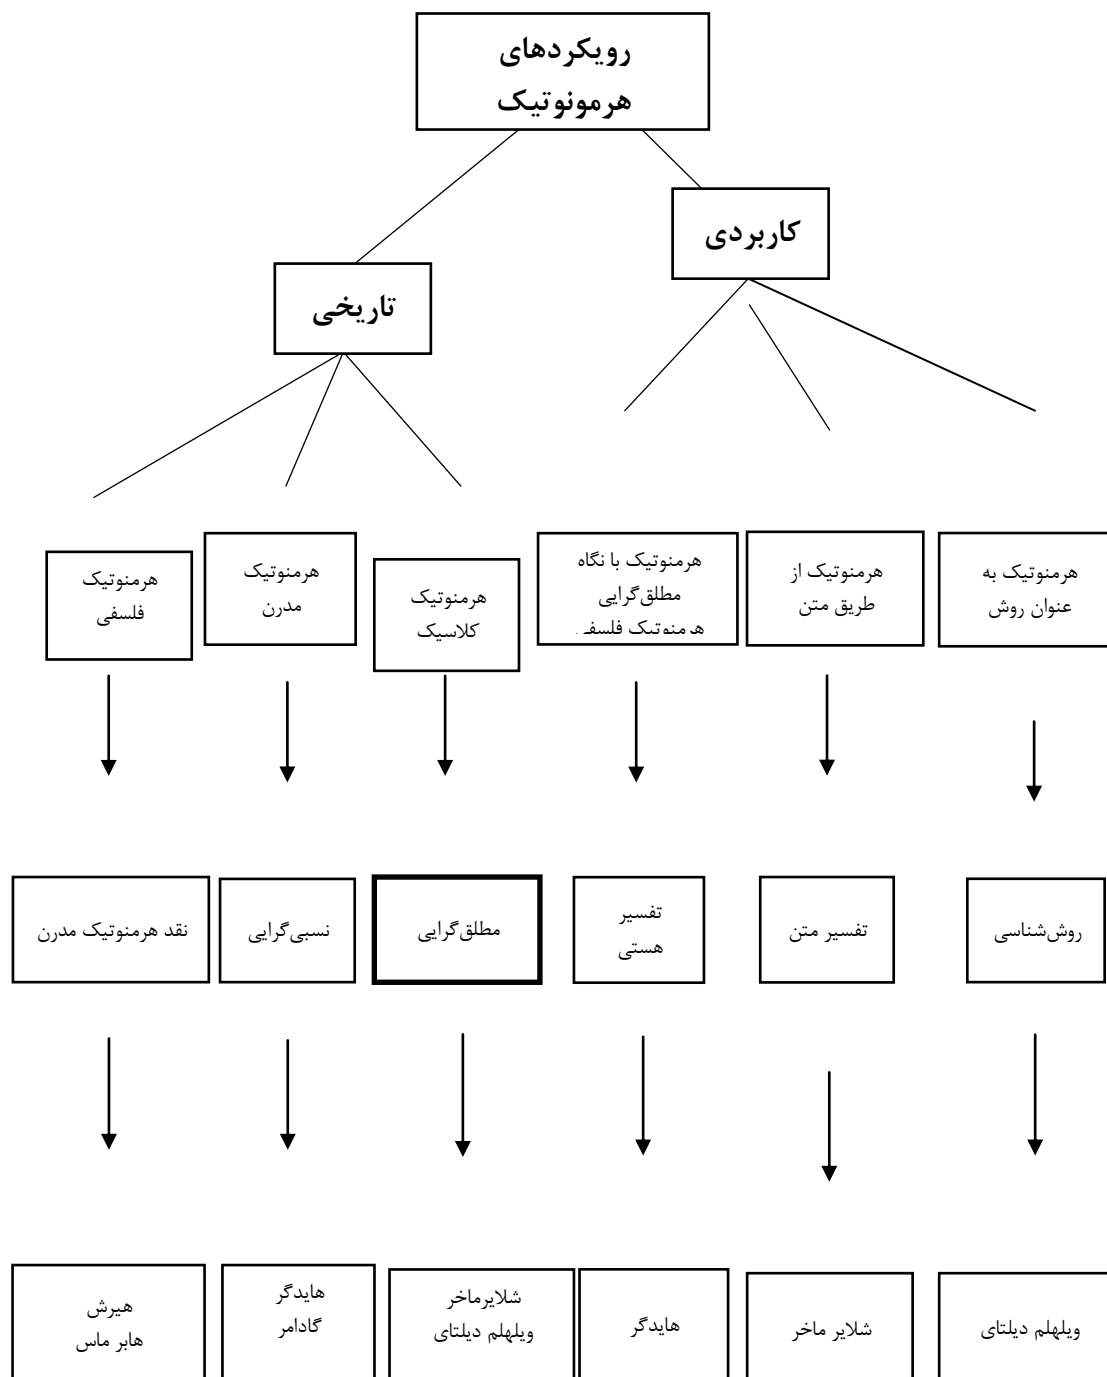 رویکردهای
هرمونوتیک
کاربردی
تاریخی
هرمنوتیک به
عنوان روش
هرمنوتیک از
طریق متن
هرمنوتیک با نگاه
مطلق‌گرایی
هرمنوتیک فلسفی
هرمنوتیک
کلاسیک
هرمنوتیک
مدرن
هرمنوتیک
فلسفی
روش‌شناسی
تفسیر متن
تفسیر
هستی
مطلق‌گرایی
نسبی‌گرایی
نقد هرمنوتیک مدرن
ویلهلم دیلتای
شلایر ماخر
هایدگر
شلایرماخر
ویلهلم دیلتای
هایدگر
گادامر
هیرش
هابر ماس